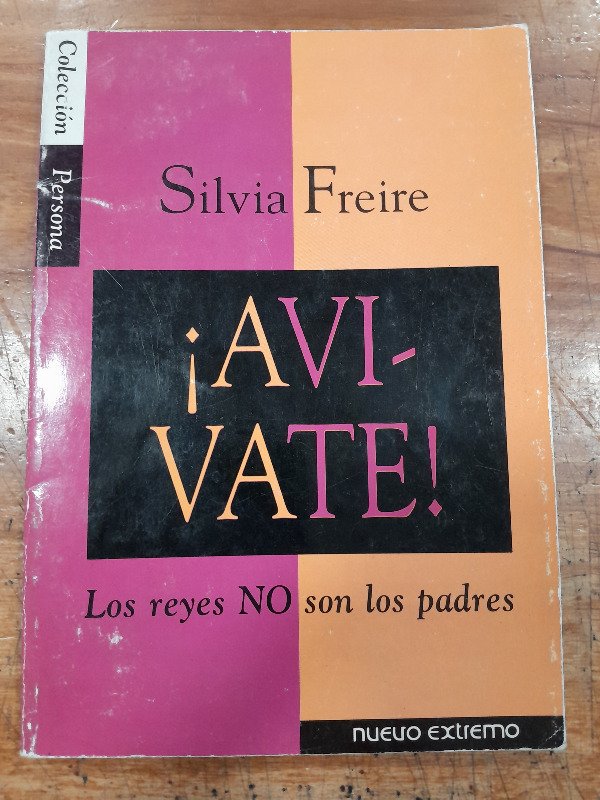 Colección Persona
Silvia Freire
¡AVI-
VATE!
Los reyes NO son los padres
nuevo extremo